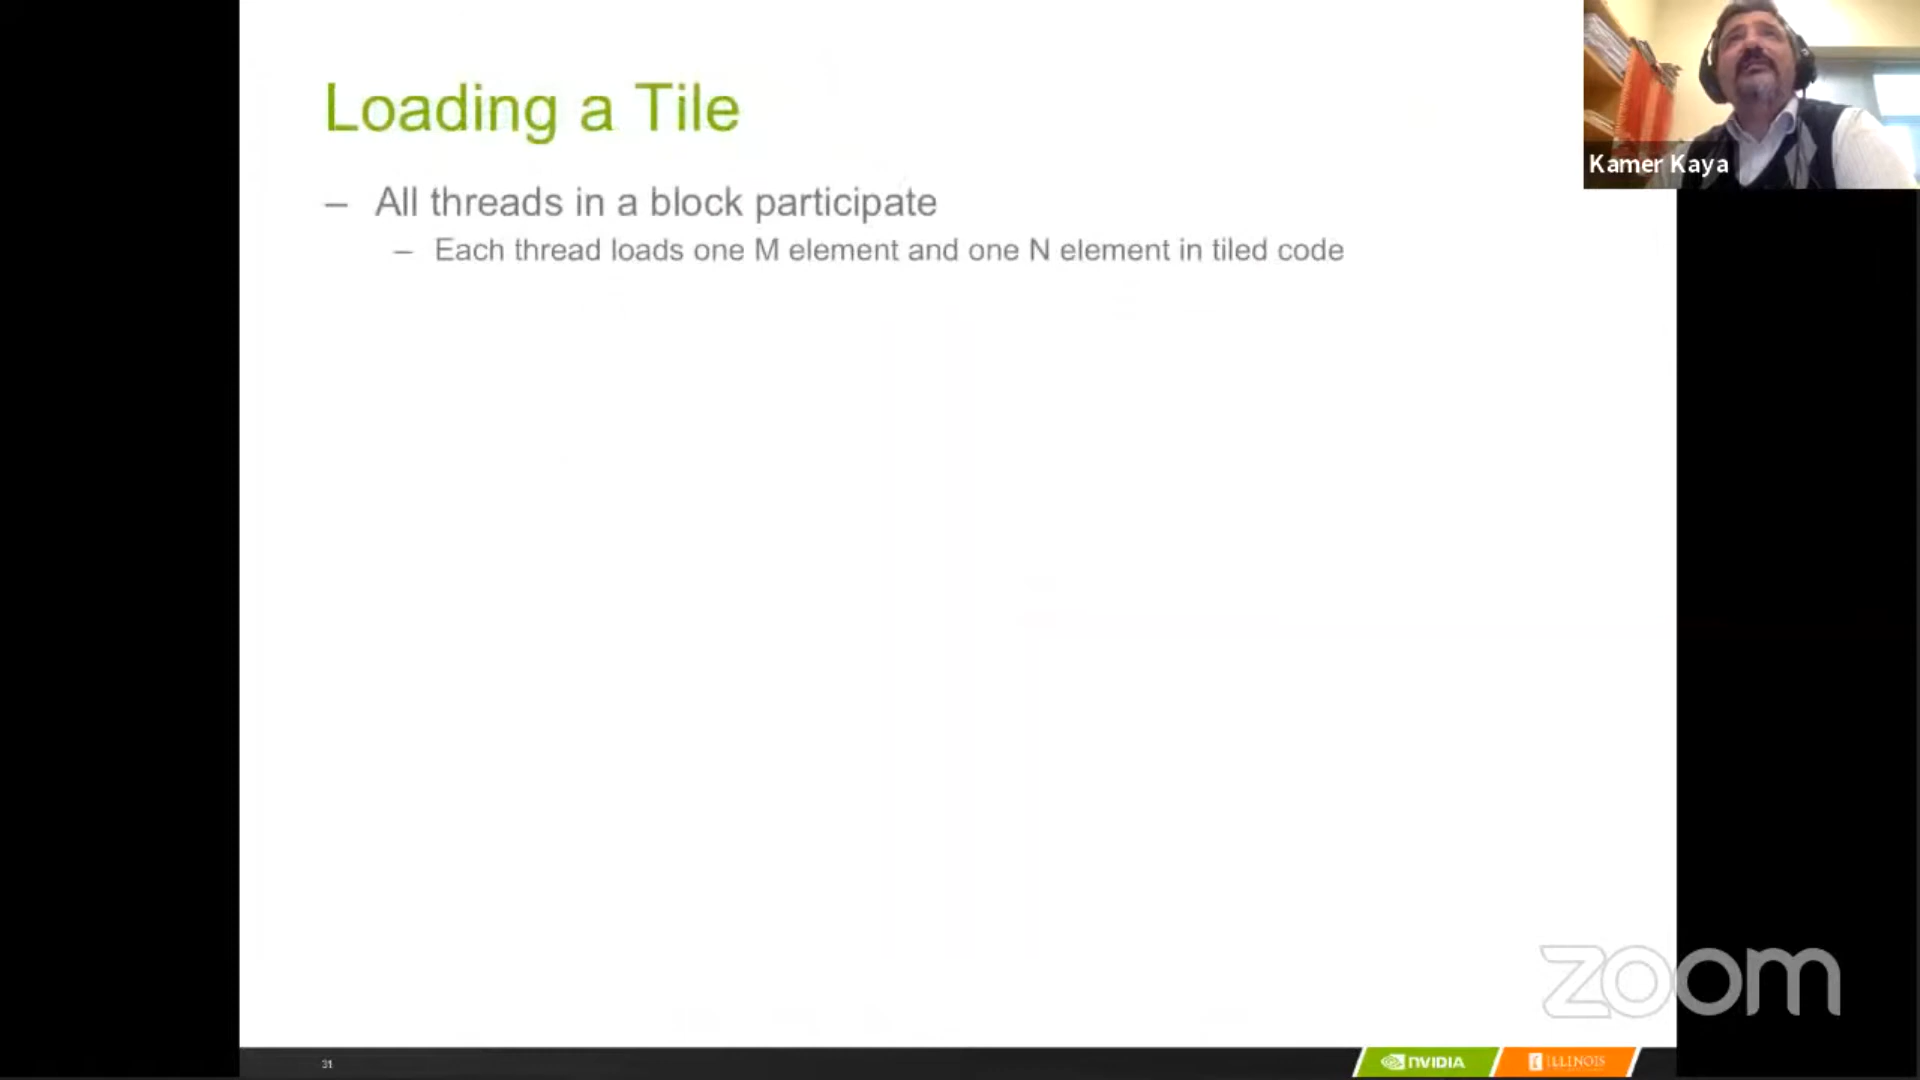 Loading a Tile
– All threads in a block participate
– Each thread loads one M element and one N element in tiled code
Kamer Kaya
zoom
31
NVIDIA
ILLINOIS